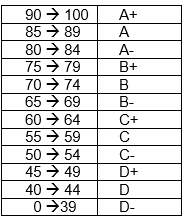 90 → 100 A+
85 → 89 A
80 → 84 A-
75 → 79 B+
70 → 74 B
65 → 69 B-
60 → 64 C+
55 → 59 C
50 → 54 C-
45 → 49 D+
40 → 44 D
0 →39 D-